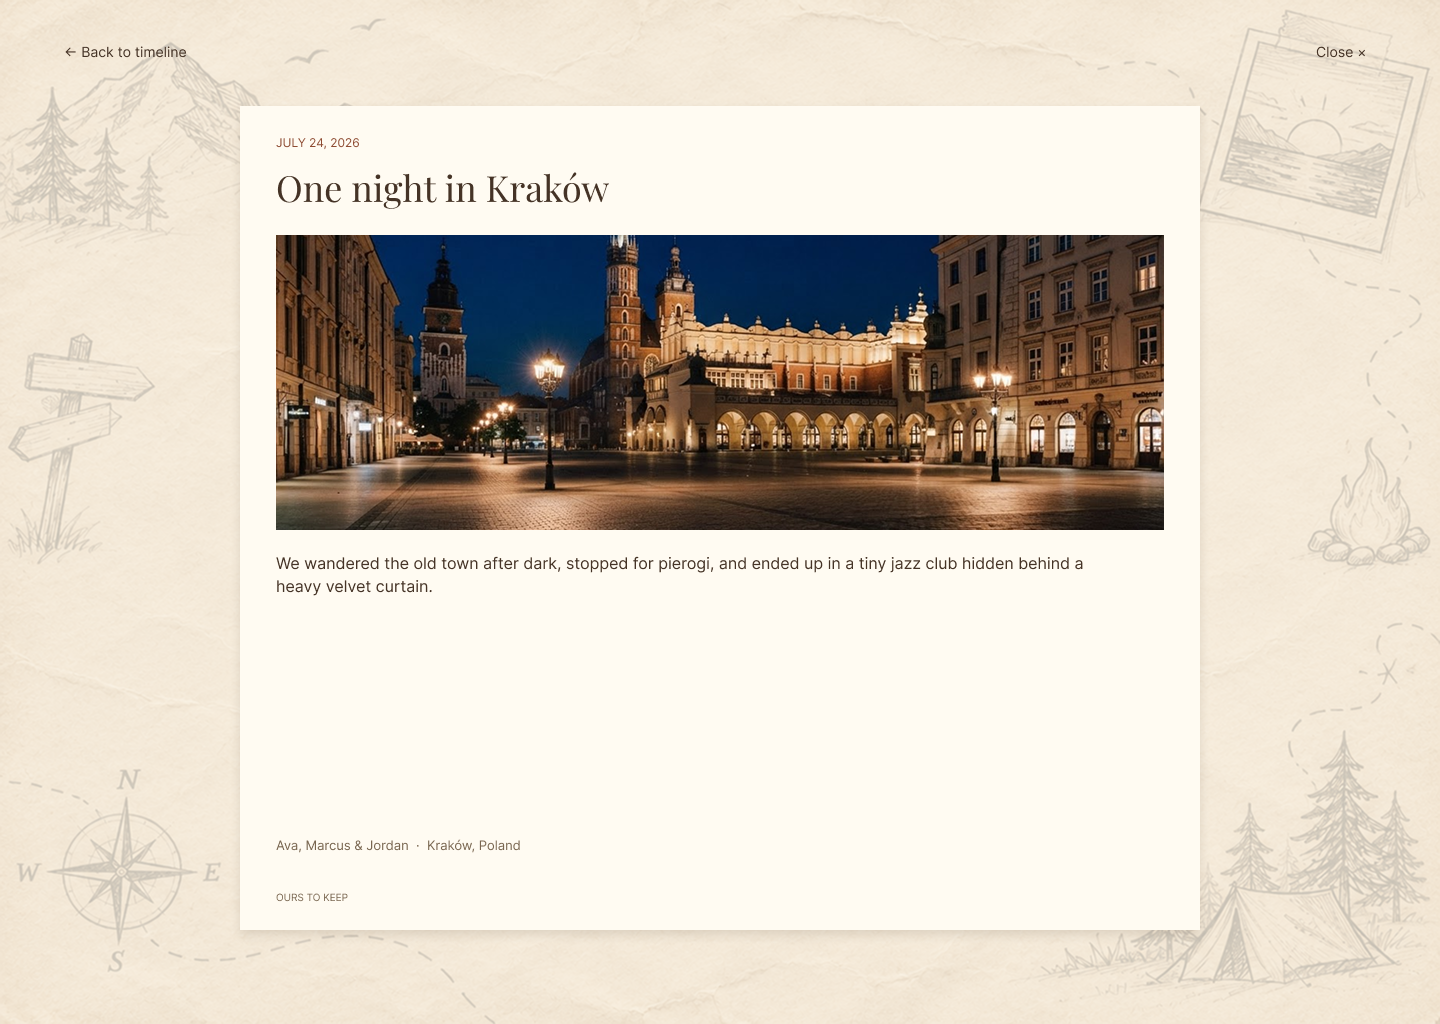 ← Back to timeline
Close ×
JULY 24, 2026
One night in Kraków
We wandered the old town after dark, stopped for pierogi, and ended up in a tiny jazz club hidden behind a
heavy velvet curtain.
Ava, Marcus & Jordan · Kraków, Poland
OURS TO KEEP
N
W
E
S